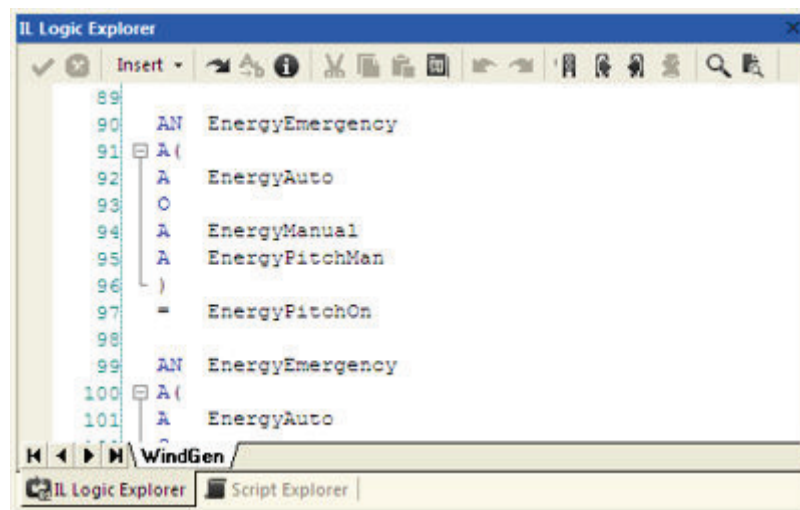 IL Logic Explorer
Insert
89
90 AN EnergyEmergency
91 A(
92 A EnergyAuto
93 O
94 A EnergyManual
95 A EnergyPitchMan
96 )
97 = EnergyPitchOn
98
99 AN EnergyEmergency
100 A(
101 A EnergyAuto
WindGen
IL Logic Explorer Script Explorer